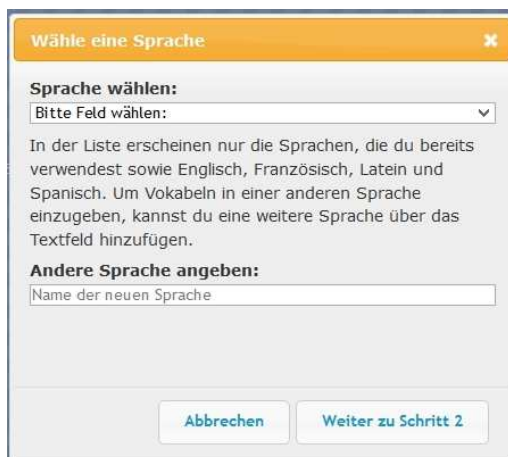 Wähle eine Sprache
Sprache wählen:
Bitte Feld wählen:
In der Liste erscheinen nur die Sprachen, die du bereits
verwendest sowie Englisch, Französisch, Latein und
Spanisch. Um Vokabeln in einer anderen Sprache
einzugeben, kannst du eine weitere Sprache über das
Textfeld hinzufügen.
Andere Sprache angeben:
Name der neuen Sprache
Abbrechen Weiter zu Schritt 2